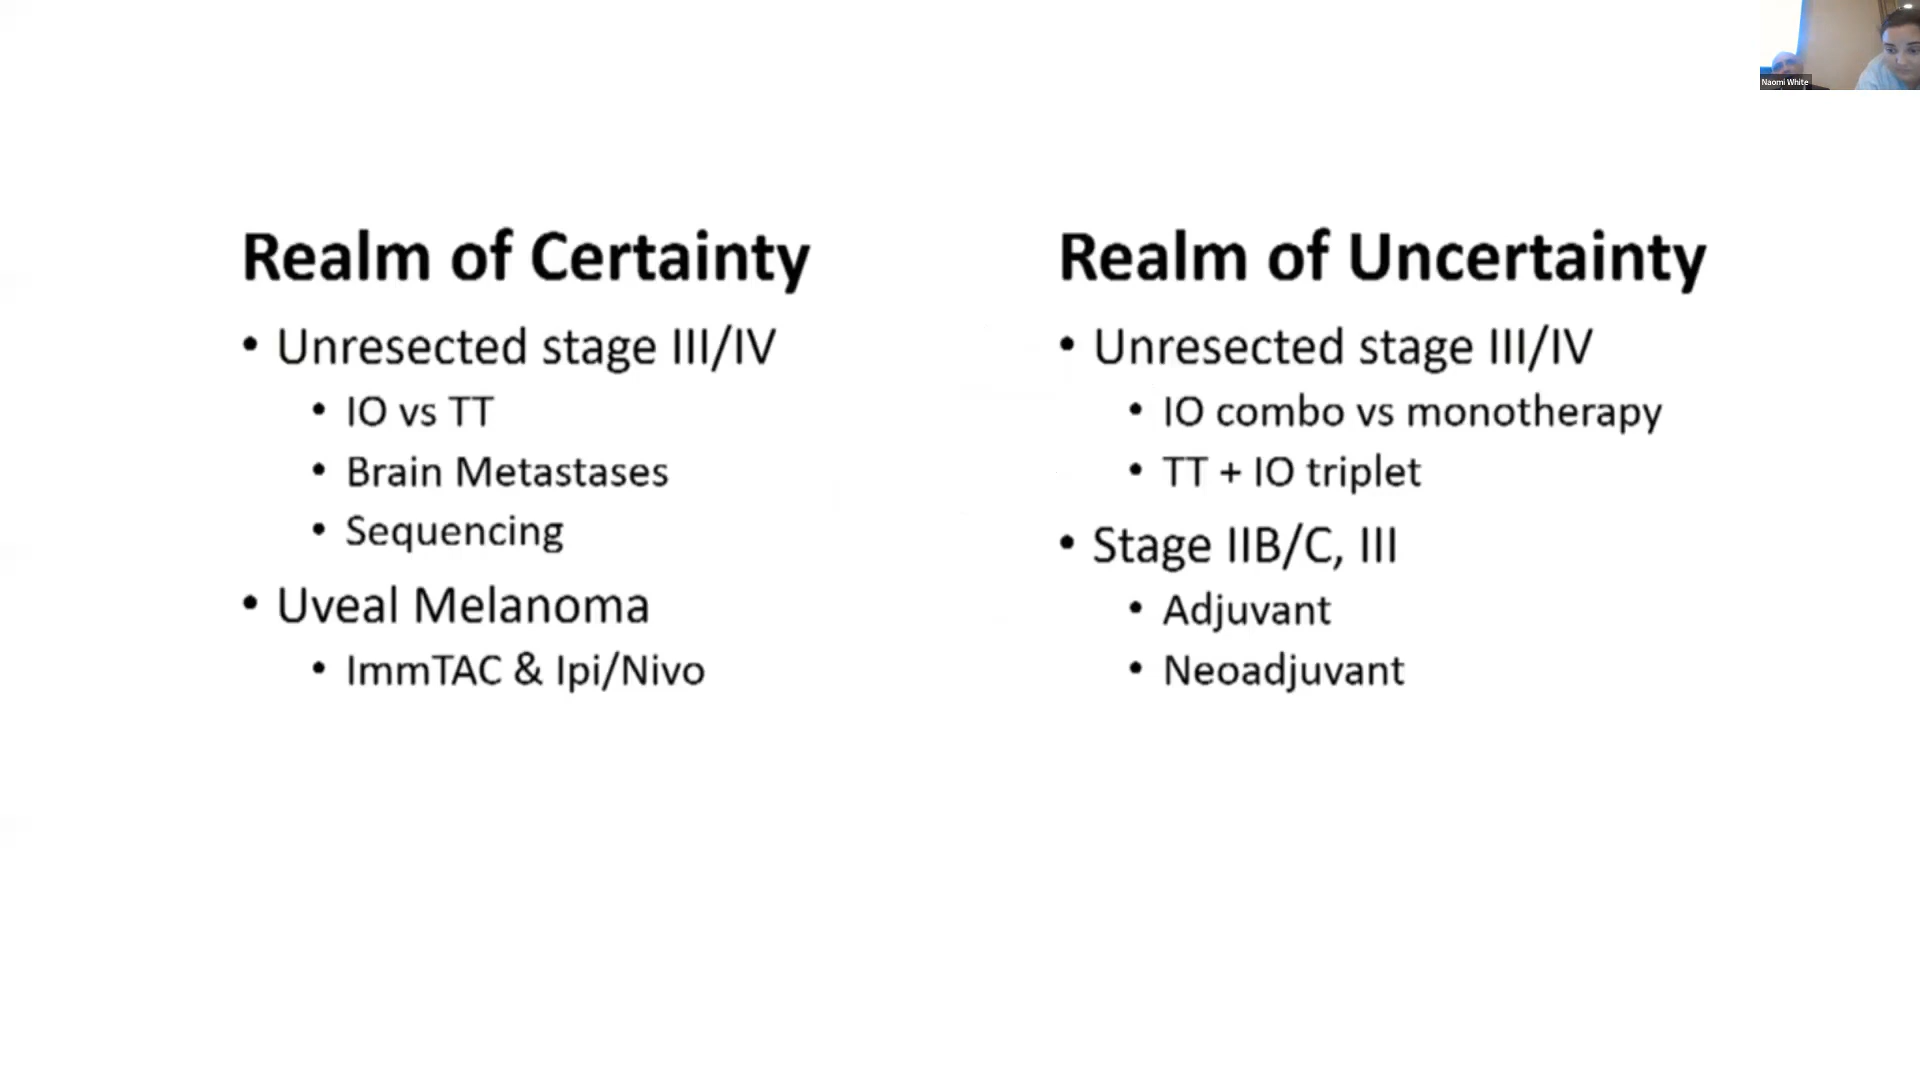 Naomi White
Realm of Certainty
• Unresected stage III/IV
• IO vs TT
• Brain Metastases
• Sequencing
• Uveal Melanoma
• ImmTAC & Ipi/Nivo
Realm of Uncertainty
• Unresected stage III/IV
• IO combo vs monotherapy
• TT + IO triplet
• Stage IIB/C, III
• Adjuvant
• Neoadjuvant